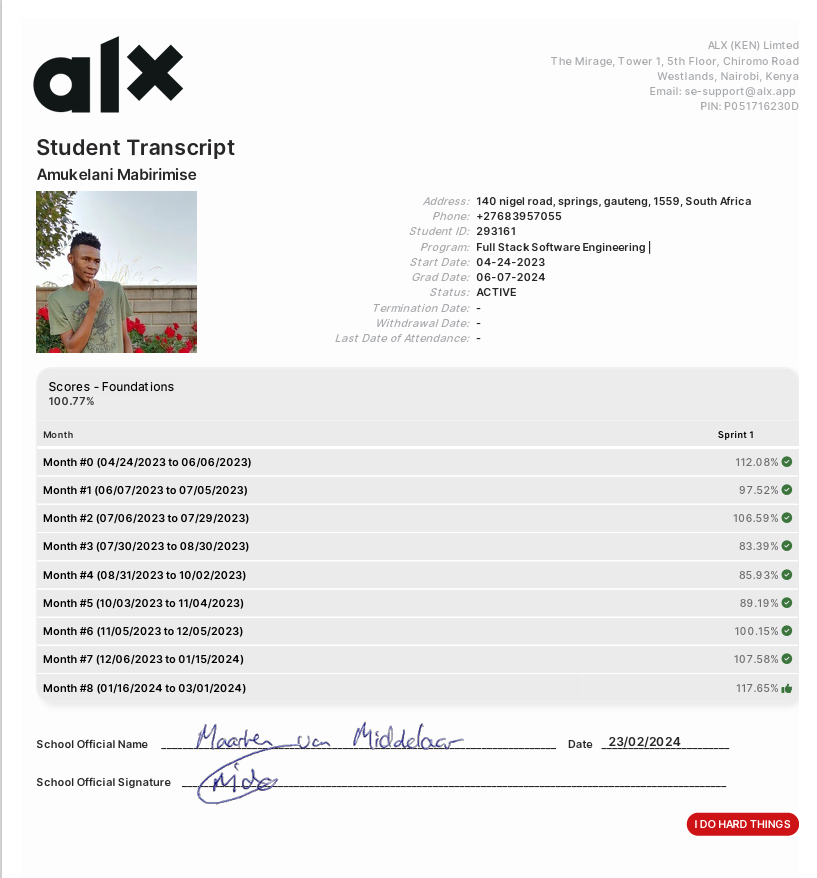 alx
ALX (KEN) Limted
The Mirage, Tower 1, 5th Floor, Chiromo Road
Westlands, Nairobi, Kenya
Email: se-support@alx.app
PIN: P051716230D
Student Transcript
Amukelani Mabirimise
Address: 140 nigel road, springs, gauteng, 1559, South Africa
Phone: +27683957055
Student ID: 293161
Program: Full Stack Software Engineering |
Start Date: 04-24-2023
Grad Date: 06-07-2024
Status: ACTIVE
Termination Date: -
Withdrawal Date: -
Last Date of Attendance: -
Scores - Foundations
100.77%
Month Sprint 1
Month #0 (04/24/2023 to 06/06/2023) 112.08%
Month #1 (06/07/2023 to 07/05/2023) 97.52%
Month #2 (07/06/2023 to 07/29/2023) 106.59%
Month #3 (07/30/2023 to 08/30/2023) 83.39%
Month #4 (08/31/2023 to 10/02/2023) 85.93%
Month #5 (10/03/2023 to 11/04/2023) 89.19%
Month #6 (11/05/2023 to 12/05/2023) 100.15%
Month #7 (12/06/2023 to 01/15/2024) 107.58%
Month #8 (01/16/2024 to 03/01/2024) 117.65%
School Official Name Maarten van Middelaar Date 23/02/2024
School Official Signature
I DO HARD THINGS